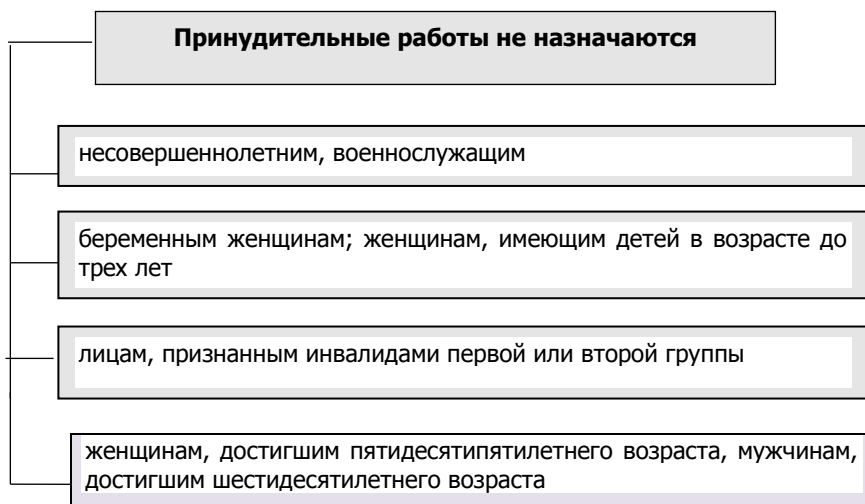 Принудительные работы не назначаются
несовершеннолетним, военнослужащим
беременным женщинам; женщинам, имеющим детей в возрасте до
трех лет
лицам, признанным инвалидами первой или второй группы
женщинам, достигшим пятидесятипятилетнего возраста, мужчинам,
достигшим шестидесятилетнего возраста